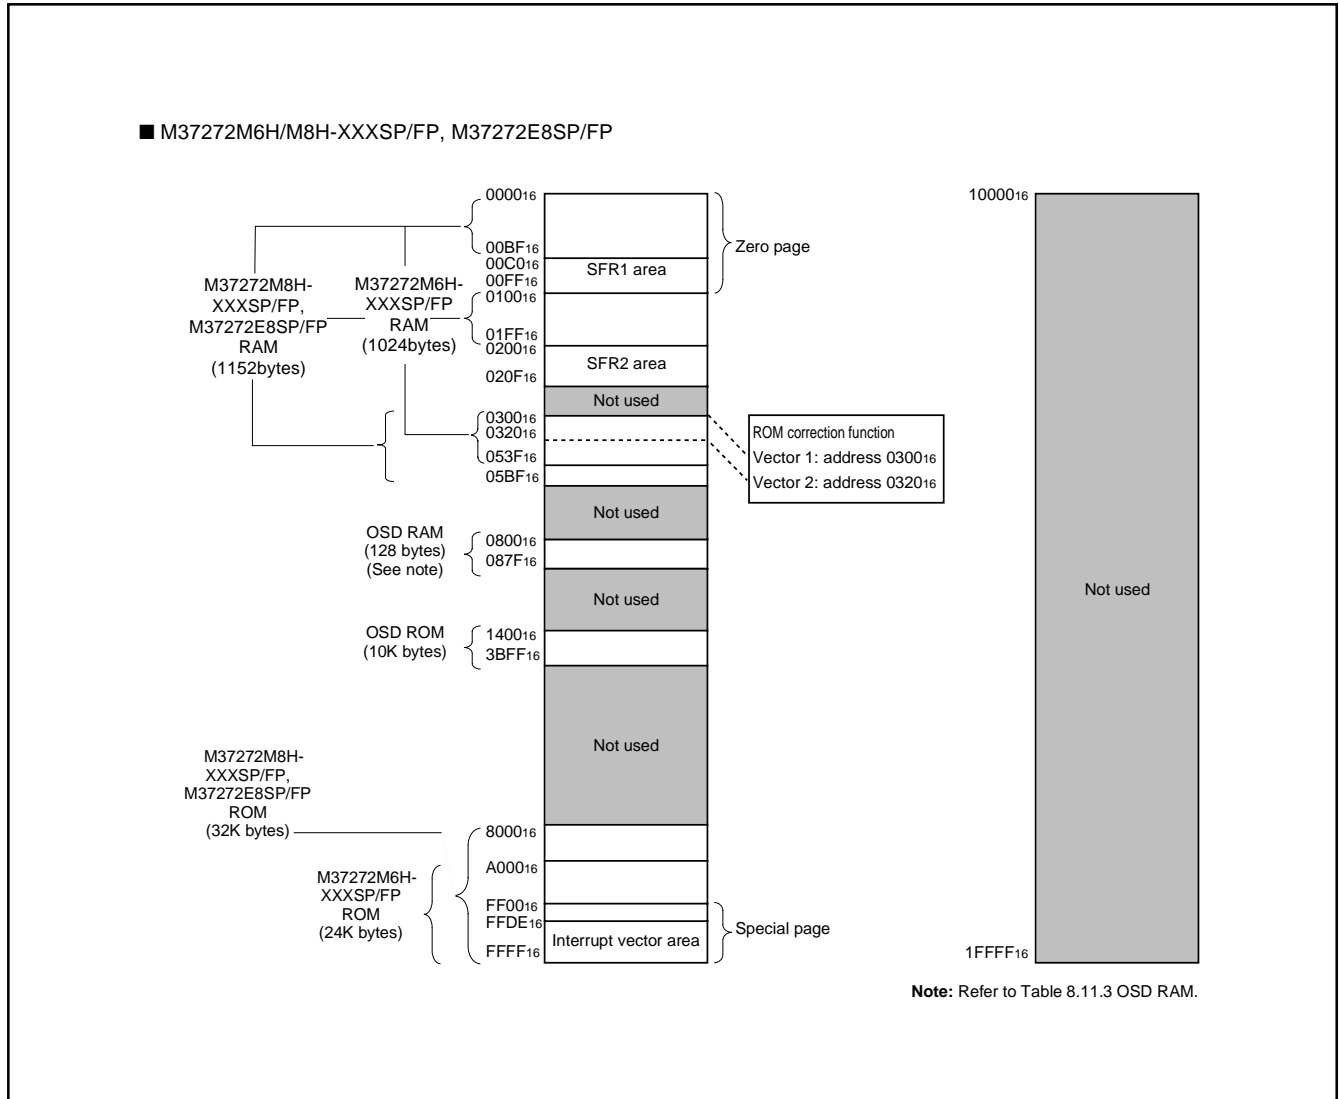 ■ M37272M6H/M8H-XXXSP/FP, M37272E8SP/FP
M37272M8H-
XXXSP/FP,
M37272E8SP/FP
RAM
(1152bytes)
M37272M6H-
XXXSP/FP
RAM
(1024bytes)
000016
00BF16
00C016
00FF16
010016
01FF16
020016
020F16
030016
032016
053F16
05BF16
SFR1 area
Zero page
SFR2 area
Not used
ROM correction function
Vector 1: address 030016
Vector 2: address 032016
Not used
OSD RAM
(128 bytes)
(See note)
080016
087F16
Not used
OSD ROM
(10K bytes)
140016
3BFF16
Not used
M37272M8H-
XXXSP/FP,
M37272E8SP/FP
ROM
(32K bytes)
M37272M6H-
XXXSP/FP
ROM
(24K bytes)
800016
A00016
FF0016
FFDE16
FFFF16
Interrupt vector area
Special page
1000016
Not used
1FFFF16
Note: Refer to Table 8.11.3 OSD RAM.